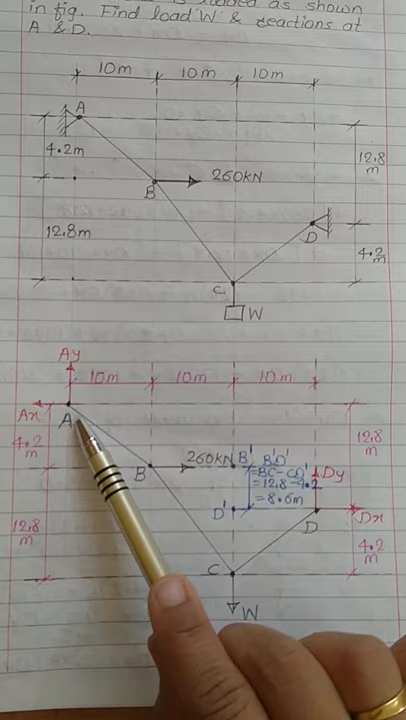 in fig. Find load 'W' & reactions at
A & D.
10m 10m 10m
A
4.2m
12.8
m
B 260KN
12.8m
D
4.2
m
C
W
Ay
10m 10m 10m
Ax
A
4.2
m
12.8
m
260KN B' B'D'
B
=BC-CD'
Dy
=12.8-4.2
D' =8.6m
D Dx
12.8
m
4.2
m
C
W